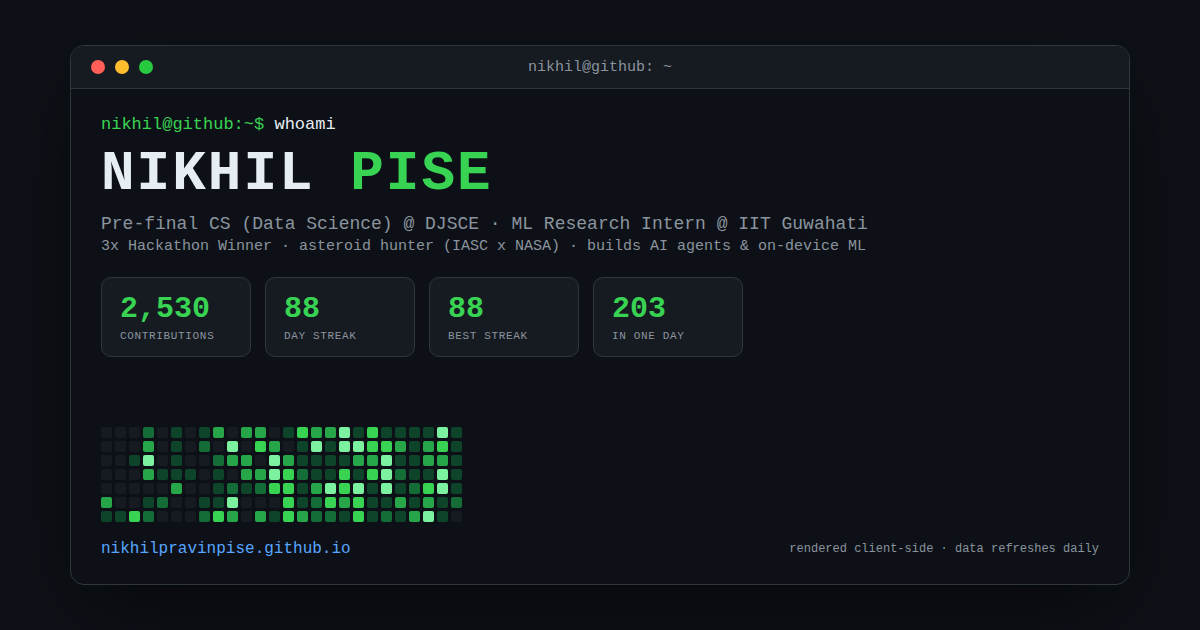 nikhil@github: ~
nikhil@github:~$ whoami
NIKHIL PISE
Pre-final CS (Data Science) @ DJSCE · ML Research Intern @ IIT Guwahati
3x Hackathon Winner · asteroid hunter (IASC x NASA) · builds AI agents & on-device ML
2,530
CONTRIBUTIONS
88
DAY STREAK
88
BEST STREAK
203
IN ONE DAY
nikhilpravinpise.github.io
rendered client-side · data refreshes daily